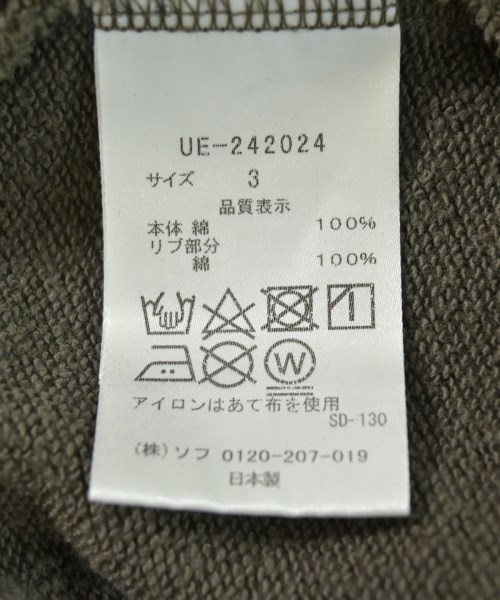 UE-242024
サイズ 3
品質表示
本体 綿 100%
リブ部分
綿 100%
W
アイロンはあて布を使用
SD-130
(株) ソフ 0120-207-019
日本製